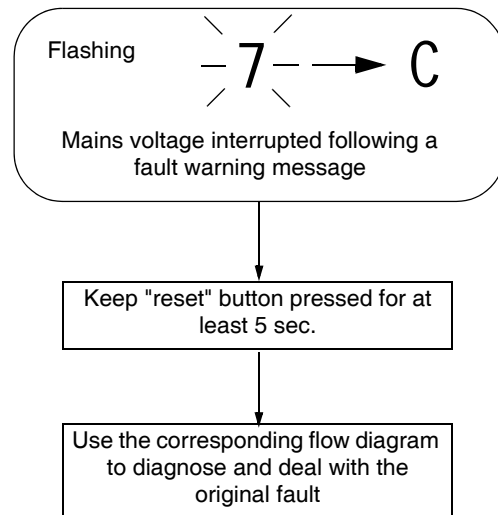 Flashing 7 C
Mains voltage interrupted following a
fault warning message
Keep "reset" button pressed for at
least 5 sec.
Use the corresponding flow diagram
to diagnose and deal with the
original fault